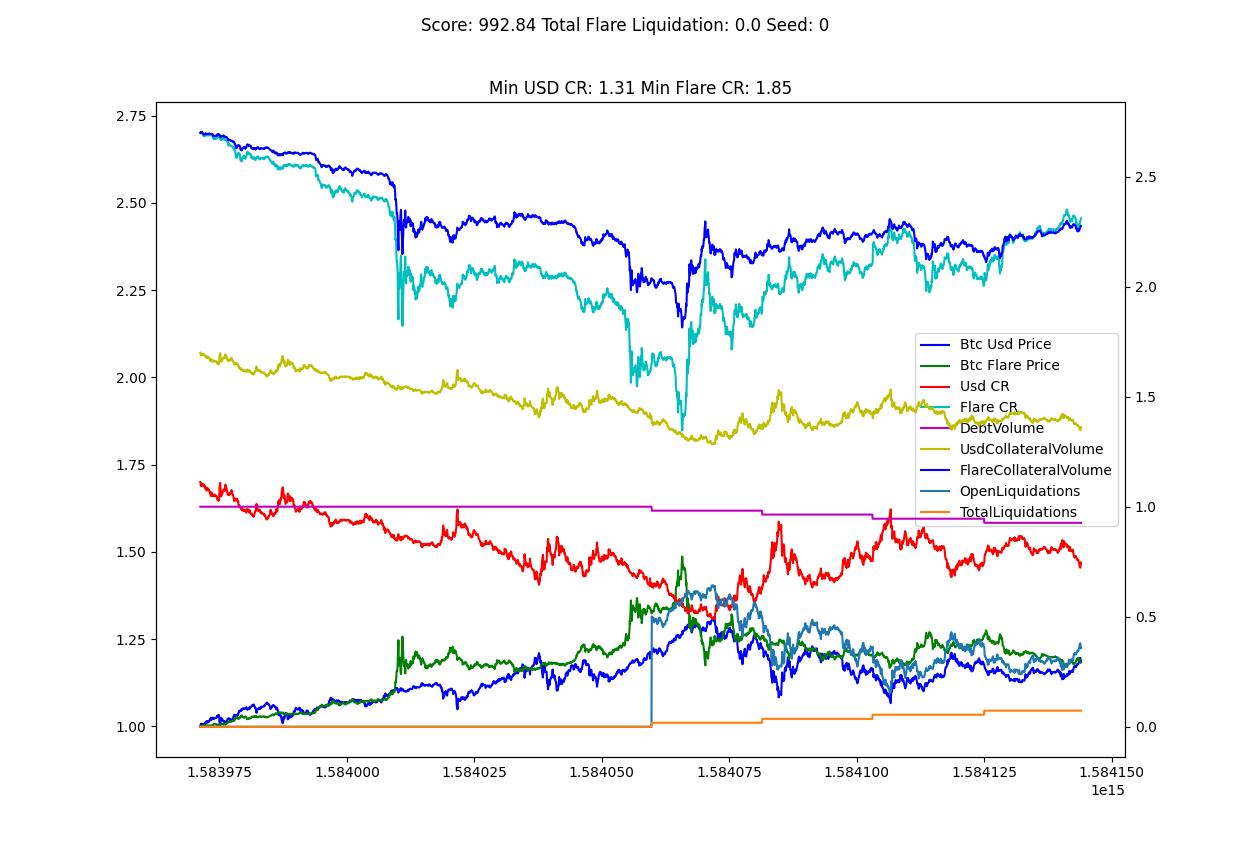 Score: 992.84 Total Flare Liquidation: 0.0 Seed: 0
Min USD CR: 1.31 Min Flare CR: 1.85
2.75
2.50
2.25
2.00
1.75
1.50
1.25
1.00
2.5
2.0
1.5
1.0
0.5
0.0
Btc Usd Price
Btc Flare Price
Usd CR
Flare CR
DebtVolume
UsdCollateralVolume
FlareCollateralVolume
OpenLiquidations
TotalLiquidations
1.583975 1.584000 1.584025 1.584050 1.584075 1.584100 1.584125 1.584150
1e15